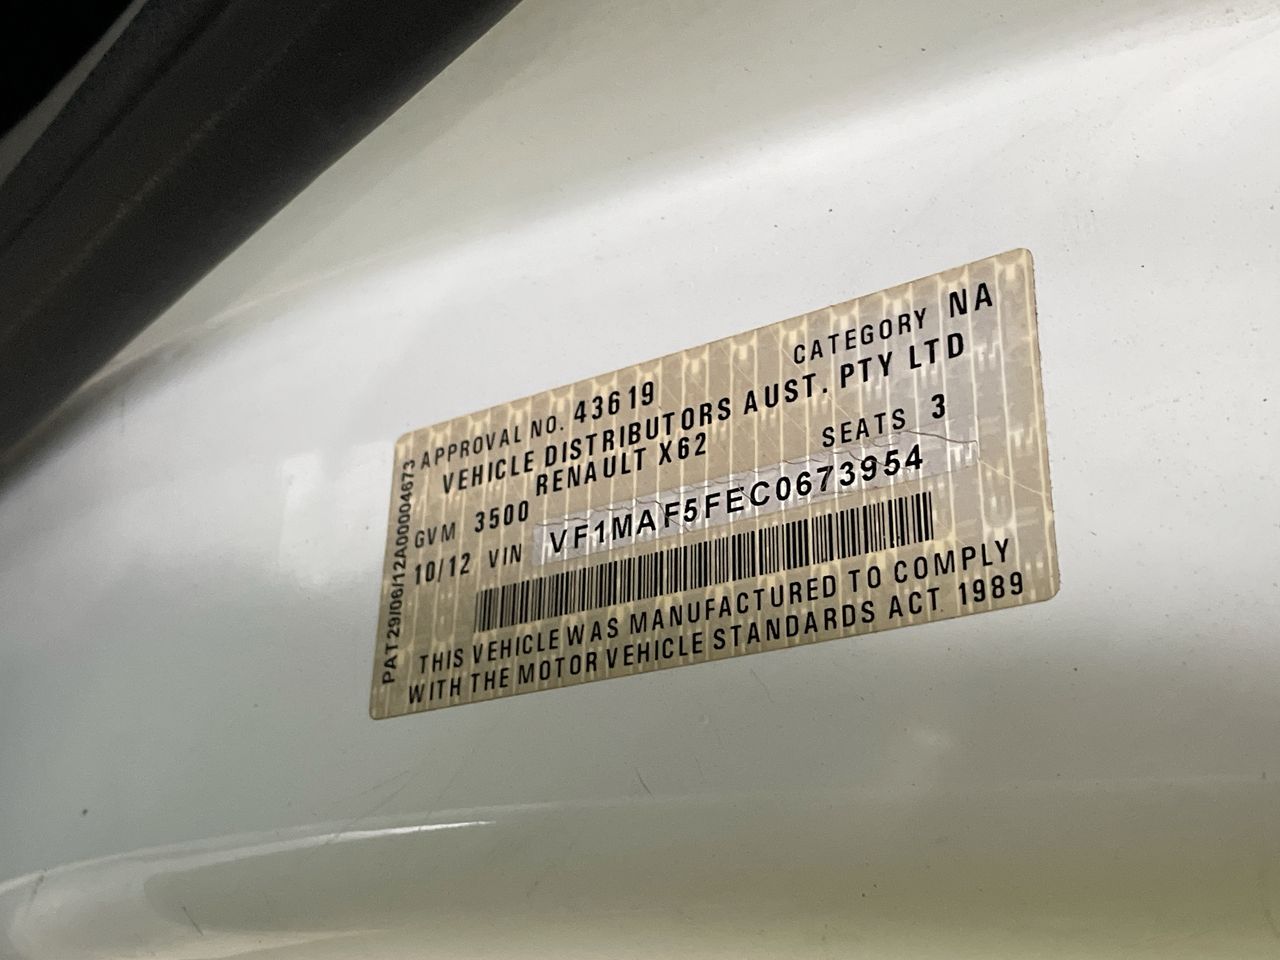 APPROVAL NO. 43619 CATEGORY NA
VEHICLE DISTRIBUTORS AUST. PTY LTD
RENAULT X62 SEATS 3
GVM 3500
10/12 VIN VF1MAF5FEC0673954
THIS VEHICLE WAS MANUFACTURED TO COMPLY
WITH THE MOTOR VEHICLE STANDARDS ACT 1989
PAT29/06/12A00004673